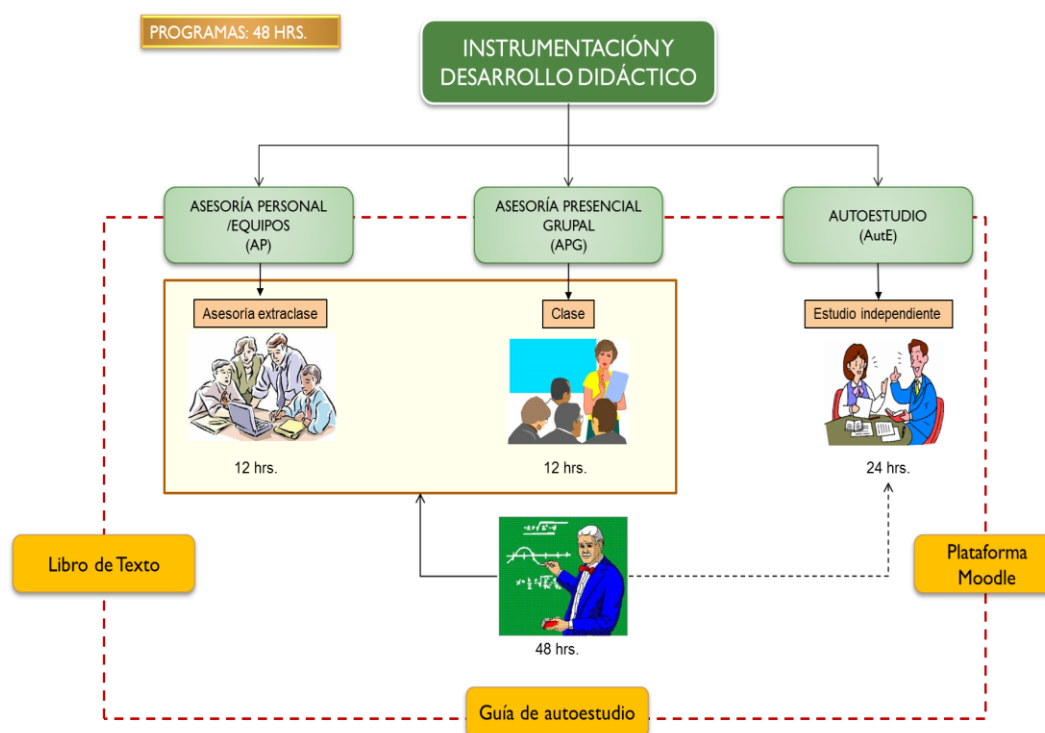 PROGRAMAS: 48 HRS.
INSTRUMENTACIÓN Y
DESARROLLO DIDÁCTICO
ASESORÍA PERSONAL
/EQUIPOS
(AP)
ASESORÍA PRESENCIAL
GRUPAL
(APG)
AUTOESTUDIO
(AutE)
Asesoría extraclase
Clase
Estudio independiente
12 hrs.
12 hrs.
24 hrs.
Libro de Texto
Plataforma
Moodle
48 hrs.
Guía de autoestudio